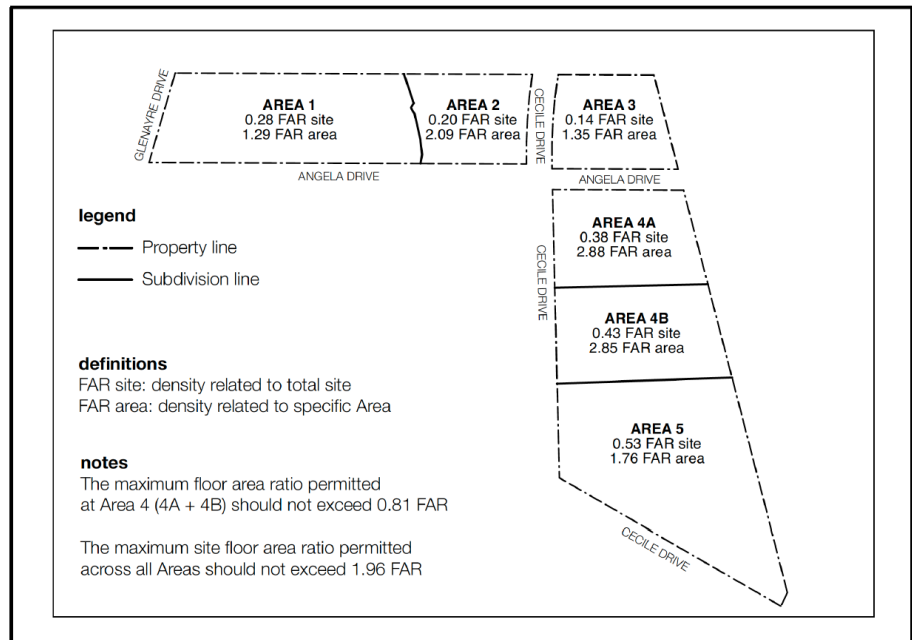 GLENAYRE DRIVE
AREA 1
0.28 FAR site
1.29 FAR area
AREA 2
0.20 FAR site
2.09 FAR area
CECILE DRIVE
AREA 3
0.14 FAR site
1.35 FAR area
ANGELA DRIVE
ANGELA DRIVE
legend
Property line
Subdivision line
CECILE DRIVE
AREA 4A
0.38 FAR site
2.88 FAR area
AREA 4B
0.43 FAR site
2.85 FAR area
definitions
FAR site: density related to total site
FAR area: density related to specific Area
AREA 5
0.53 FAR site
1.76 FAR area
notes
The maximum floor area ratio permitted
at Area 4 (4A + 4B) should not exceed 0.81 FAR
The maximum site floor area ratio permitted
across all Areas should not exceed 1.96 FAR
CECILE DRIVE